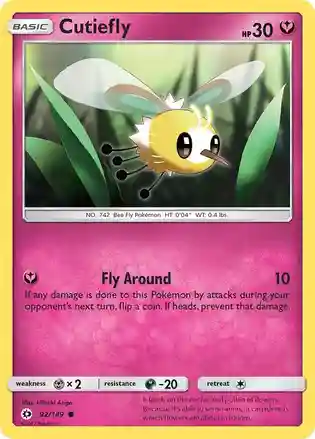 BASIC
Cutiefly
HP30
NO. 742 Bee Fly Pokémon HT: 0'04" WT: 0.4 lbs.
Fly Around 10
If any damage is done to this Pokémon by attacks during your
opponent's next turn, flip a coin. If heads, prevent that damage.
weakness ×2 resistance -20 retreat
92/149